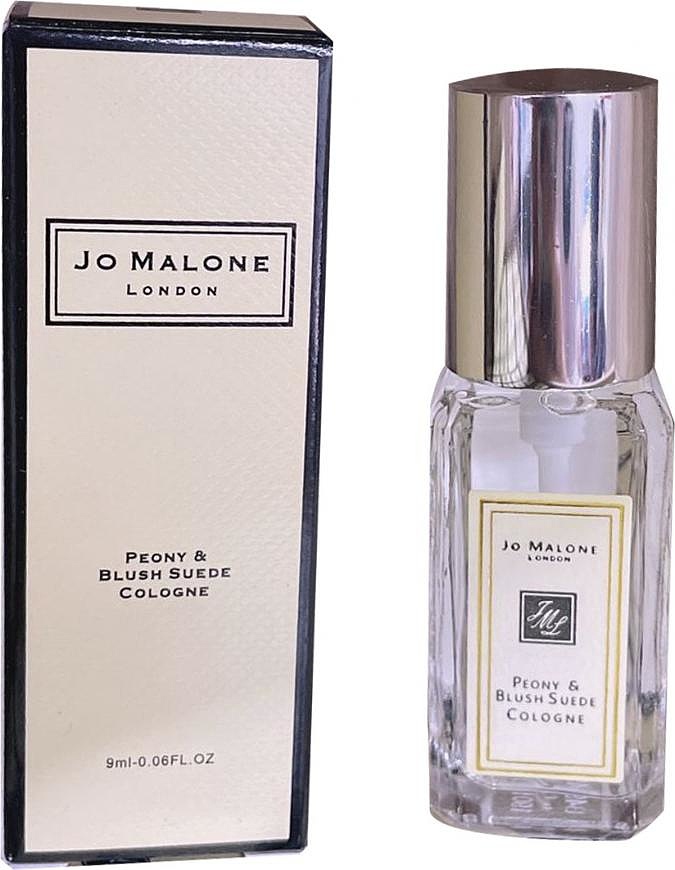 JO MALONE
LONDON
PEONY &
BLUSH SUEDE
COLOGNE
9ml-0.06FL.OZ
JO MALONE
LONDON
JML
PEONY &
BLUSH SUEDE
COLOGNE